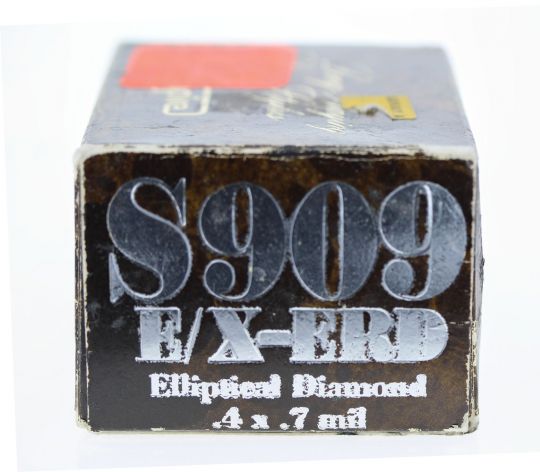 S909
E/X-ERD
Elliptical Diamond
.4 x .7 mil